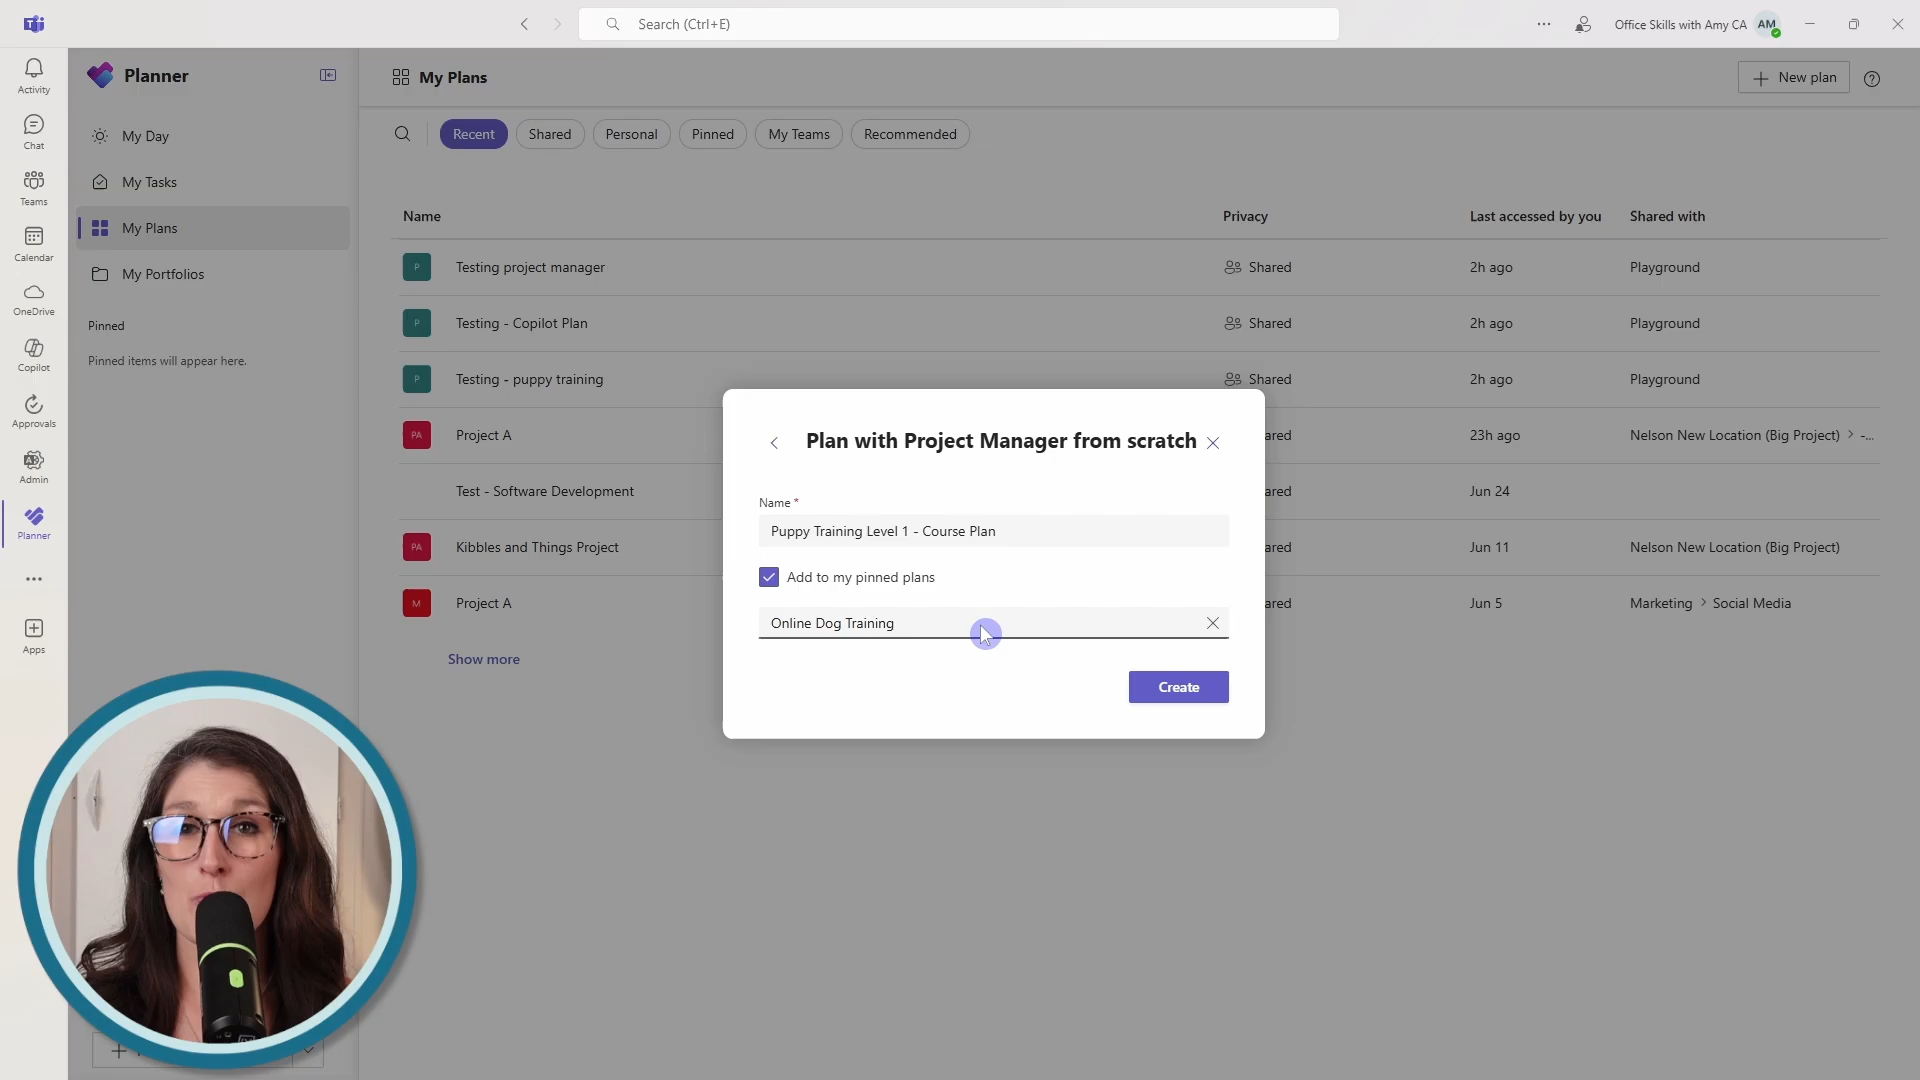 Search (Ctrl+E)
Office Skills with Amy CA
AM
Activity
Chat
Teams
Calendar
OneDrive
Copilot
Approvals
Admin
Planner
Apps
Planner
My Day
My Tasks
My Plans
My Portfolios
Pinned
Pinned items will appear here.
My Plans
New plan
Recent
Shared
Personal
Pinned
My Teams
Recommended
Name
Privacy
Last accessed by you
Shared with
P
Testing project manager
Shared
2h ago
Playground
P
Testing - Copilot Plan
Shared
2h ago
Playground
P
Testing - puppy training
Shared
2h ago
Playground
PA
Project A
ared
23h ago
Nelson New Location (Big Project) > -...
Test - Software Development
ared
Jun 24
PA
Kibbles and Things Project
ared
Jun 11
Nelson New Location (Big Project)
M
Project A
ared
Jun 5
Marketing > Social Media
Show more
Plan with Project Manager from scratch
Name *
Puppy Training Level 1 - Course Plan
Add to my pinned plans
Online Dog Training
Create